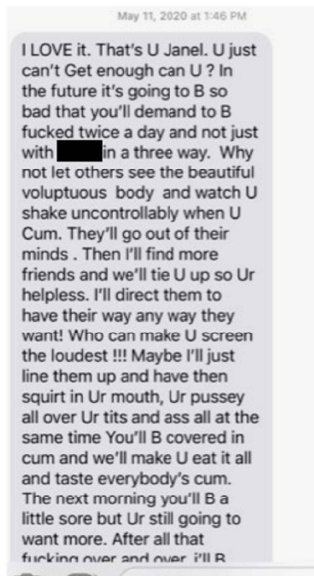 May 11, 2020 at 1:46 PM
I LOVE it. That's U Janel. U just
can't Get enough can U ? In
the future it's going to B so
bad that you'll demand to B
fucked twice a day and not just
with in a three way. Why
not let others see the beautiful
voluptuous body and watch U
shake uncontrollably when U
Cum. They'll go out of their
minds . Then I'll find more
friends and we'll tie U up so Ur
helpless. I'll direct them to
have their way any way they
want! Who can make U screen
the loudest !!! Maybe I'll just
line them up and have then
squirt in Ur mouth, Ur pussey
all over Ur tits and ass all at the
same time You'll B covered in
cum and we'll make U eat it all
and taste everybody's cum.
The next morning you'll B a
little sore but Ur still going to
want more. After all that
fucking over and over, i'll B